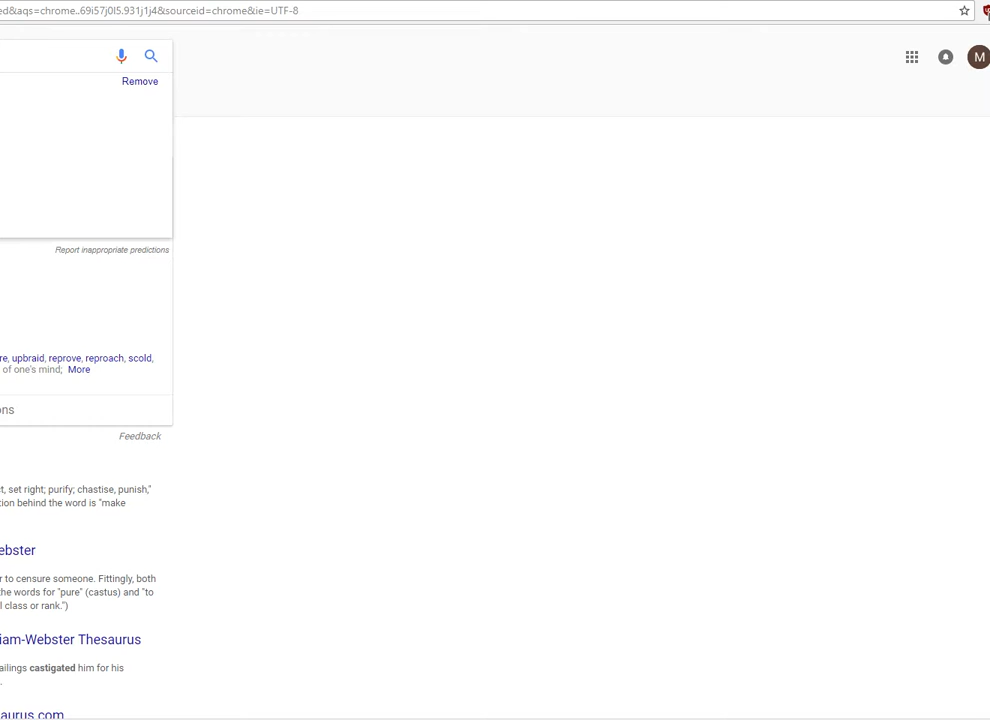 ed&aqs=chrome..69i57j0l5.931j1j4&sourceid=chrome&ie=UTF-8
M
Remove
Report inappropriate predictions
re, upbraid, reprove, reproach, scold,
of one's mind; More
ons
Feedback
t, set right; purify; chastise, punish,"
tion behind the word is "make
ebster
r to censure someone. Fittingly, both
the words for "pure" (castus) and "to
l class or rank.")
iam-Webster Thesaurus
ailings castigated him for his
.
aurus.com